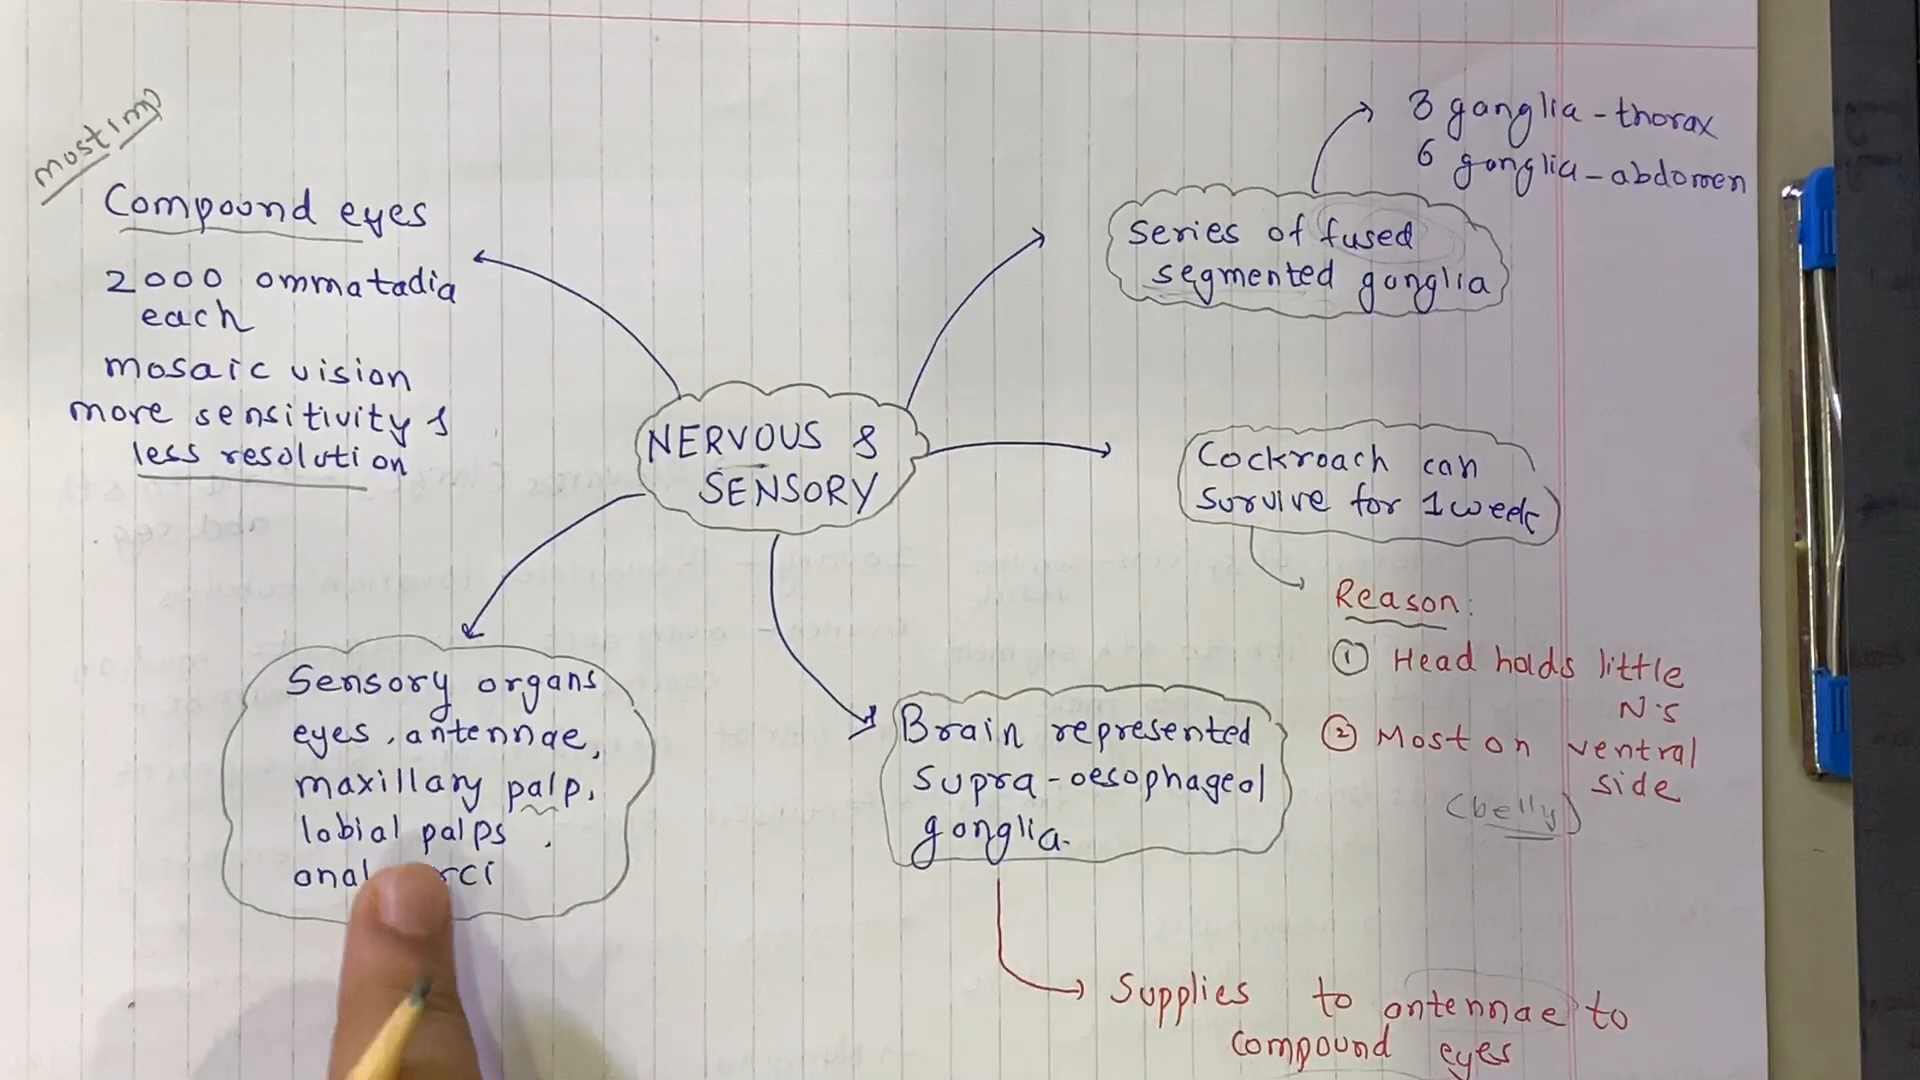 most imp
Compound eyes
2000 ommatadia
each
mosaic vision
more sensitivity &
less resolution
NERVOUS &
SENSORY
3 ganglia - thorax
6 ganglia - abdomen
Series of fused
segmented ganglia
Cockroach can
survive for 1 week
Reason:
① Head holds little
N.S
② Most on ventral
side
(belly)
Sensory organs
eyes, antennae,
maxillary palp,
labial palps,
anal
Brain represented
supra-oesophageal
ganglia.
Supplies to antennae to
compound eyes